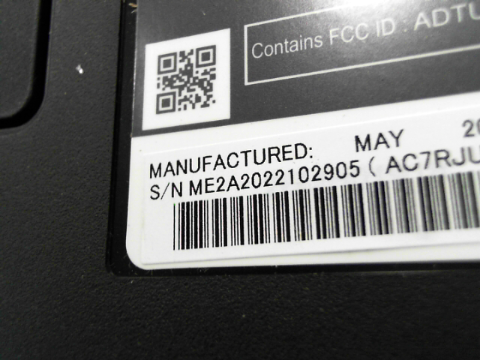 Contains FCC ID : ADTU
MANUFACTURED: MAY 20
S/N ME2A2022102905 ( AC7RJU